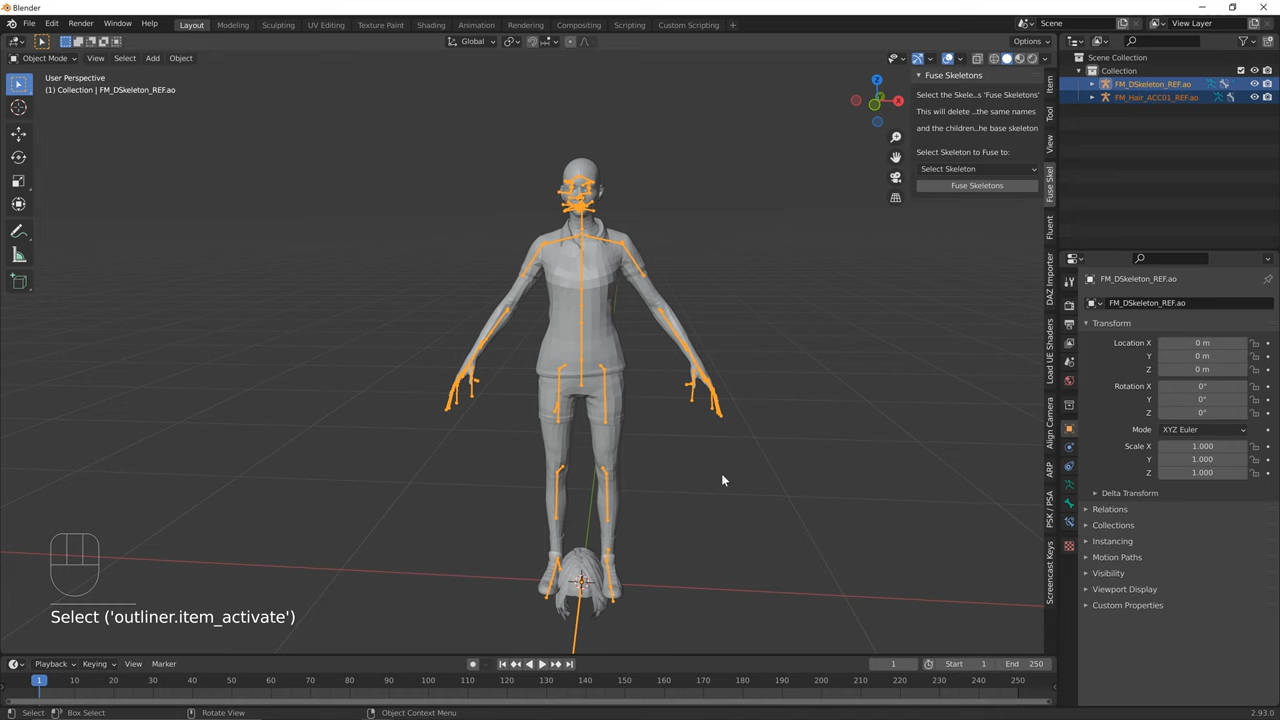 Blender
File Edit Render Window Help
Layout Modeling Sculpting UV Editing Texture Paint Shading Animation Rendering Compositing Scripting Custom Scripting +
Scene
View Layer
Global
Options
Object Mode View Select Add Object
User Perspective
(1) Collection | FM_DSkeleton_REF.ao
Z
X
Fuse Skeletons
Select the Skele...s 'Fuse Skeletons'
This will delete ...the same names
and the children...he base skeleton
Select Skeleton to Fuse to:
Select Skeleton
Fuse Skeletons
Item
Tool
View
Fuse Skel
Fluent
DAZ Importer
Load UE Shaders
Align Camera
ARP
PSK / PSA
Screencast Keys
Scene Collection
Collection
FM_DSkeleton_REF.ao
FM_Hair_ACC01_REF.ao
FM_DSkeleton_REF.ao
FM_DSkeleton_REF.ao
Transform
Location X 0 m
Y 0 m
Z 0 m
Rotation X 0°
Y 0°
Z 0°
Mode XYZ Euler
Scale X 1.000
Y 1.000
Z 1.000
Delta Transform
Relations
Collections
Instancing
Motion Paths
Visibility
Viewport Display
Custom Properties
Select ('outliner.item_activate')
Playback Keying View Marker
1
Start 1
End 250
1 10 20 30 40 50 60 70 80 90 100 110 120 130 140 150 160 170 180 190 200 210 220 230 240 250
Select Box Select Rotate View Object Context Menu
2.93.0